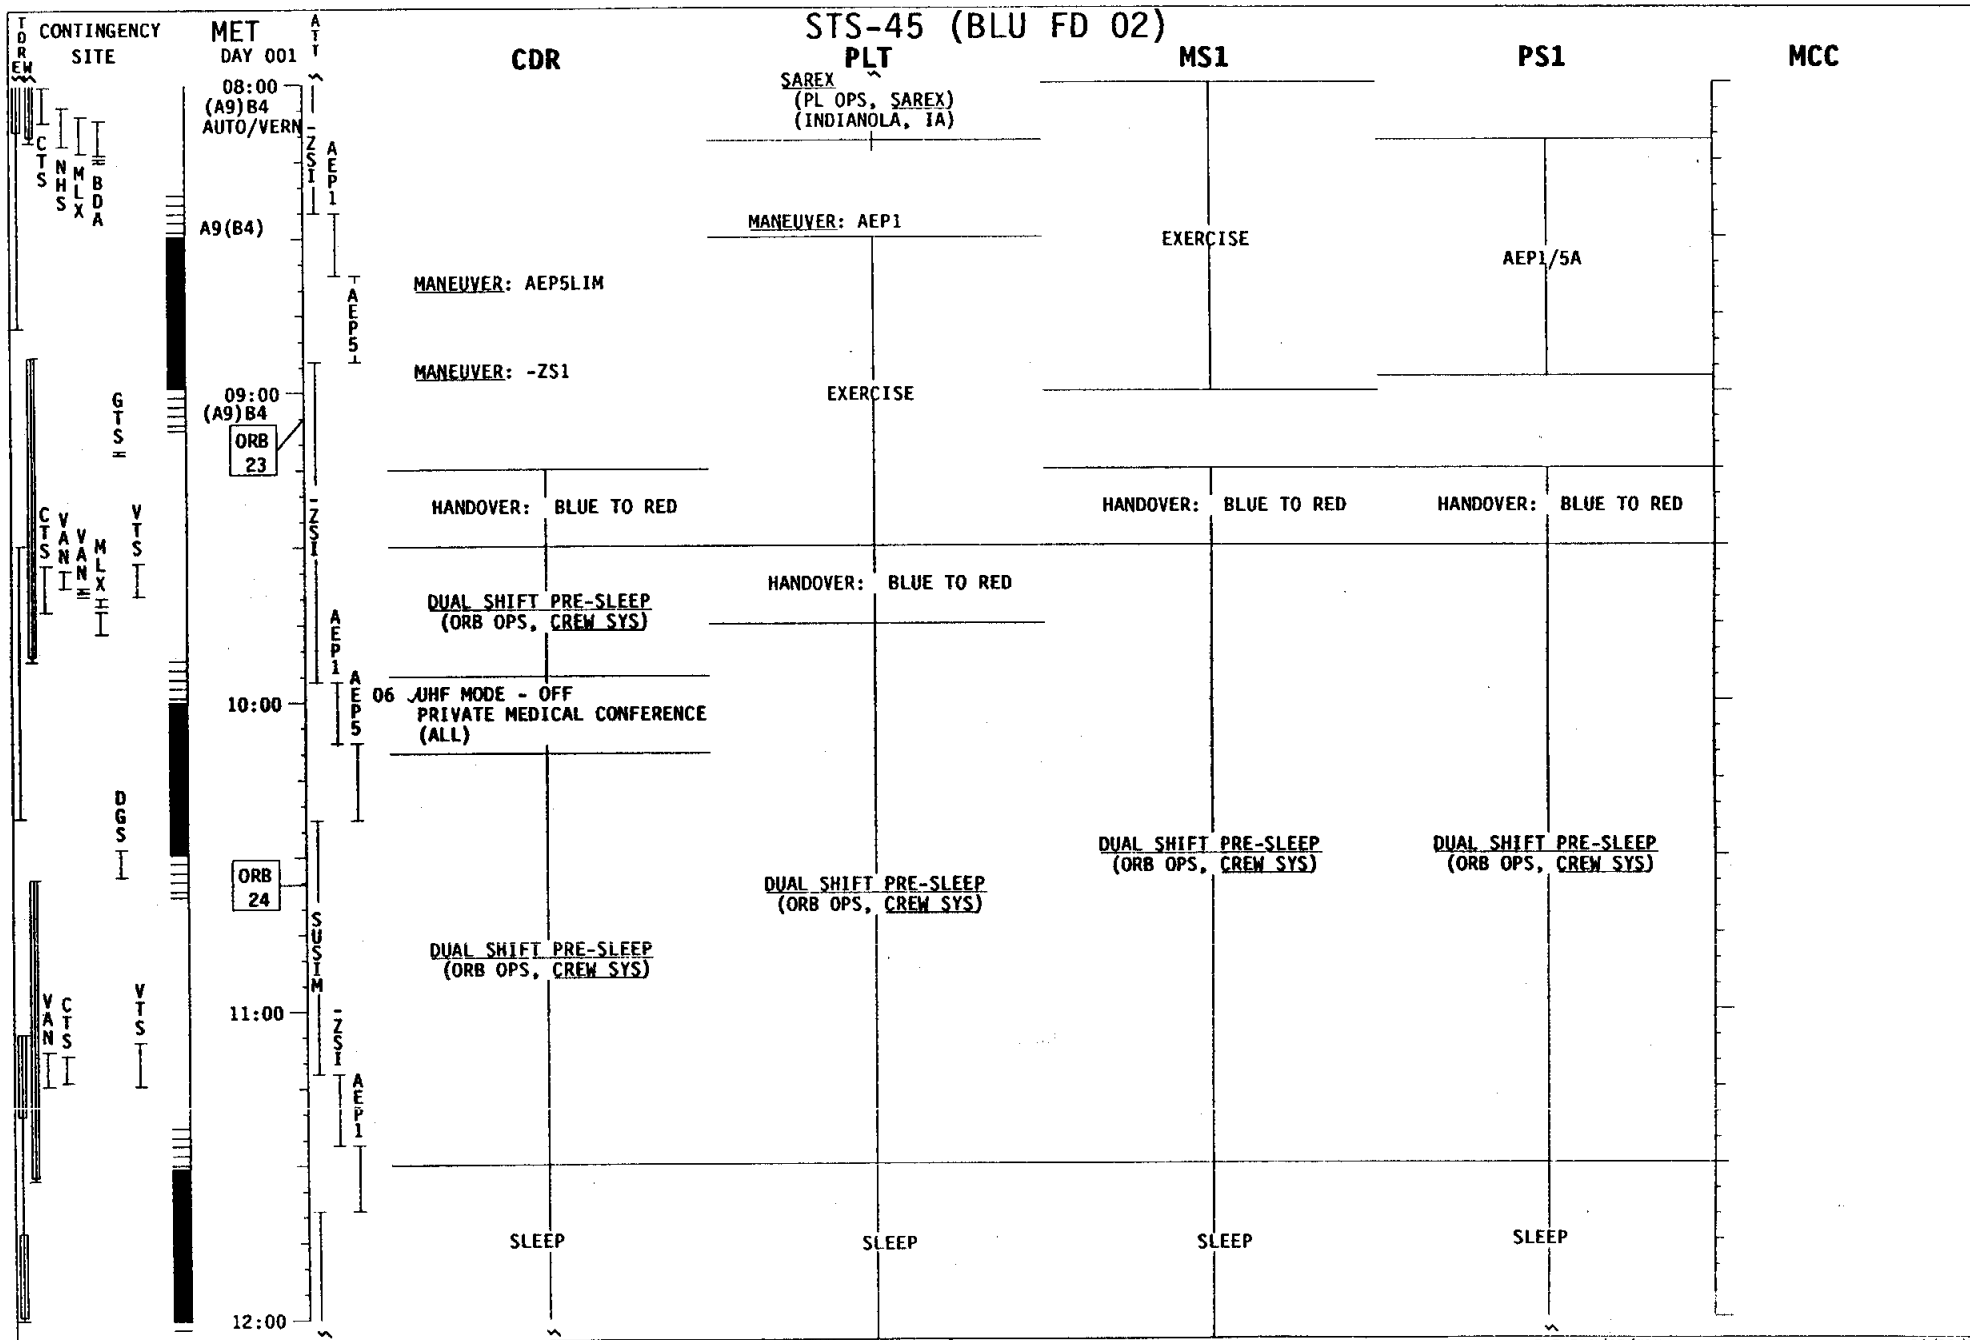 STS-45 (BLU FD 02)
TDRE W
CONTINGENCY
SITE
MET
DAY 001
ATT
CDR
PLT
MS1
PS1
MCC
08:00
(A9)B4
AUTO/VERN
CTS
NHS
MLX
BDA
-ZSI
AEP1
SAREX
(PL OPS, SAREX)
(INDIANOLA, IA)
A9(B4)
MANEUVER: AEP1
EXERCISE
AEP1/5A
MANEUVER: AEP5LIM
AEP5
MANEUVER: -ZS1
09:00
(A9)B4
EXERCISE
GTS
ORB
23
-ZSI
HANDOVER: BLUE TO RED
HANDOVER: BLUE TO RED
HANDOVER: BLUE TO RED
CTS
VAN
VAN
MLX
VTS
HANDOVER: BLUE TO RED
DUAL SHIFT PRE-SLEEP
(ORB OPS, CREW SYS)
AEP1
AEP5
06 ✓UHF MODE - OFF
PRIVATE MEDICAL CONFERENCE
(ALL)
10:00
DGS
DUAL SHIFT PRE-SLEEP
(ORB OPS, CREW SYS)
DUAL SHIFT PRE-SLEEP
(ORB OPS, CREW SYS)
ORB
24
DUAL SHIFT PRE-SLEEP
(ORB OPS, CREW SYS)
SUSIM
DUAL SHIFT PRE-SLEEP
(ORB OPS, CREW SYS)
VAN
CTS
VTS
11:00
-ZSI
AEP1
SLEEP
SLEEP
SLEEP
SLEEP
12:00